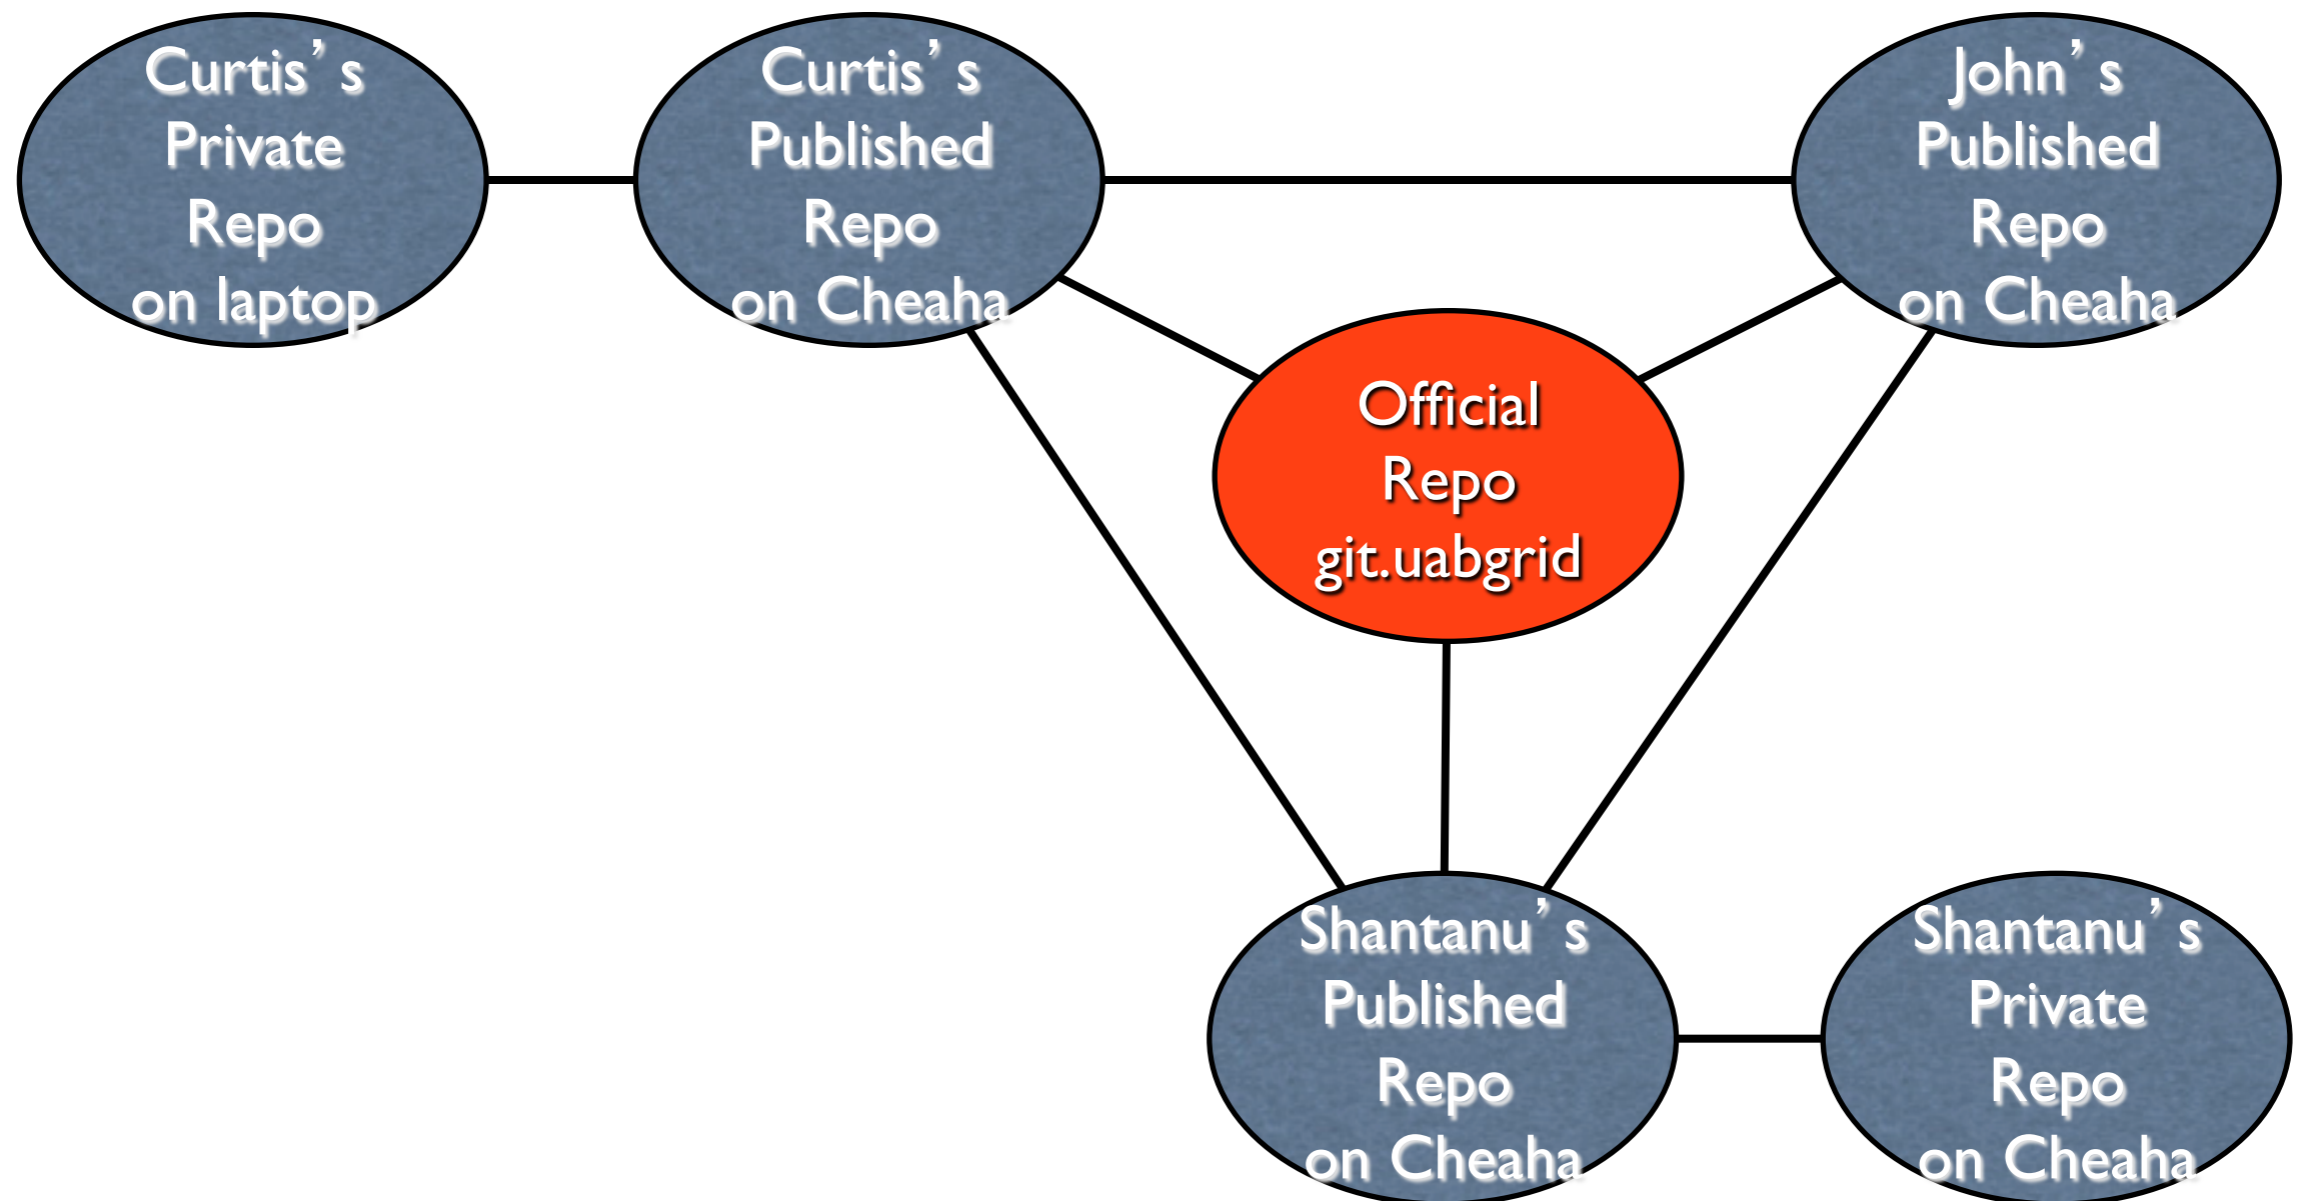 Curtis’s
Private
Repo
on laptop
Curtis’s
Published
Repo
on Cheaha
John’s
Published
Repo
on Cheaha
Official
Repo
git.uabgrid
Shantanu’s
Published
Repo
on Cheaha
Shantanu’s
Private
Repo
on Cheaha